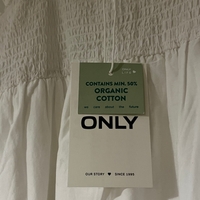 CONTAINS MIN. 50%
ORGANIC
COTTON
ONLY
OUR STORY ♥ SINCE 1995